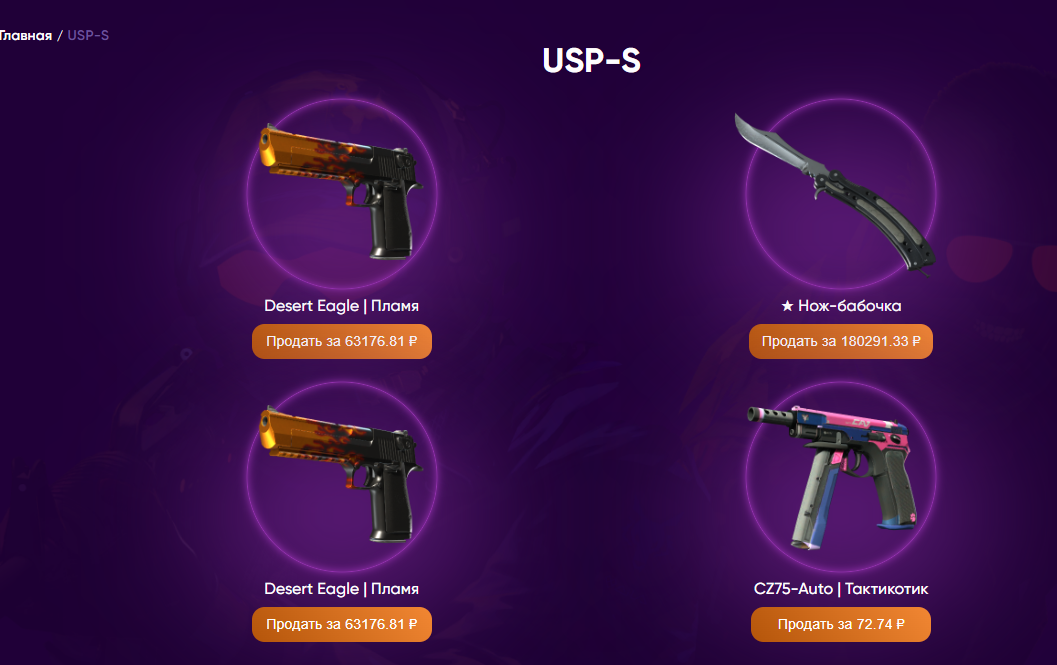 Главная / USP-S
USP-S
Desert Eagle | Пламя
★ Нож-бабочка
Продать за 63176.81 ₽
Продать за 180291.33 ₽
Desert Eagle | Пламя
CZ75-Auto | Тактикотик
Продать за 63176.81 ₽
Продать за 72.74 ₽